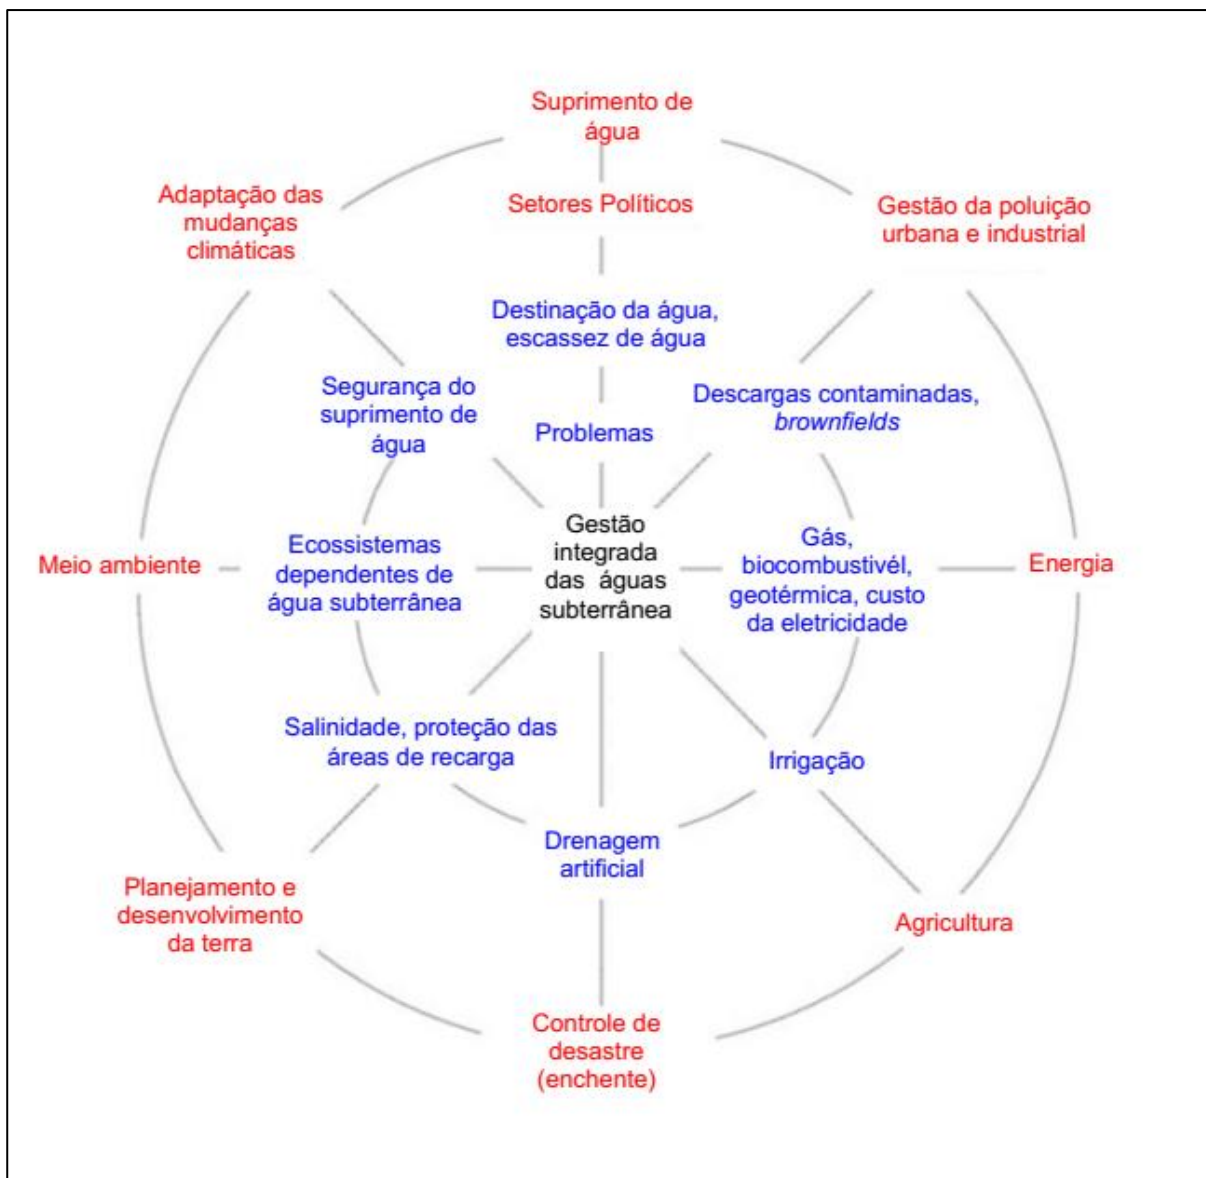 Suprimento de
água
Setores Políticos
Adaptação das
mudanças
climáticas
Gestão da poluição
urbana e industrial
Destinação da água,
escassez de água
Segurança do
suprimento de
água
Problemas
Descargas contaminadas,
brownfields
Meio ambiente
Ecossistemas
dependentes de
água subterrânea
Gestão
integrada
das águas
subterrânea
Gás,
biocombustivél,
geotérmica, custo
da eletricidade
Energia
Salinidade, proteção das
áreas de recarga
Irrigação
Drenagem
artificial
Planejamento e
desenvolvimento
da terra
Agricultura
Controle de
desastre
(enchente)